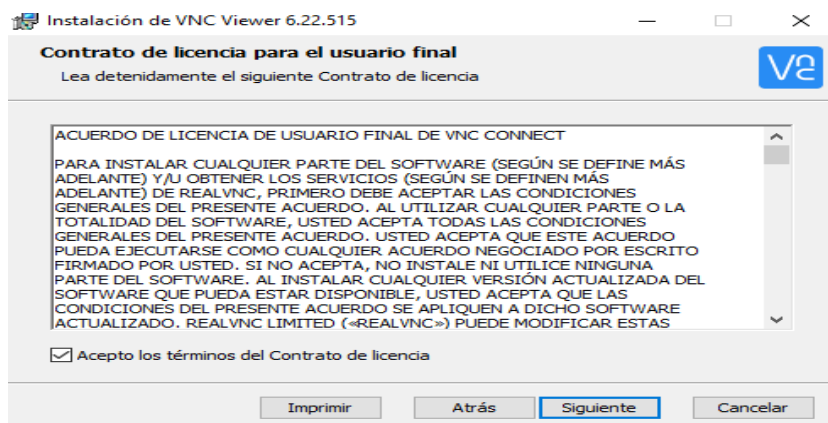 Instalación de VNC Viewer 6.22.515
Contrato de licencia para el usuario final
Lea detenidamente el siguiente Contrato de licencia
VC
ACUERDO DE LICENCIA DE USUARIO FINAL DE VNC CONNECT
PARA INSTALAR CUALQUIER PARTE DEL SOFTWARE (SEGÚN SE DEFINE MÁS
ADELANTE) Y/U OBTENER LOS SERVICIOS (SEGÚN SE DEFINEN MÁS
ADELANTE) DE REALVNC, PRIMERO DEBE ACEPTAR LAS CONDICIONES
GENERALES DEL PRESENTE ACUERDO. AL UTILIZAR CUALQUIER PARTE O LA
TOTALIDAD DEL SOFTWARE, USTED ACEPTA TODAS LAS CONDICIONES
GENERALES DEL PRESENTE ACUERDO. USTED ACEPTA QUE ESTE ACUERDO
PUEDA EJECUTARSE COMO CUALQUIER ACUERDO NEGOCIADO POR ESCRITO
FIRMADO POR USTED. SI NO ACEPTA, NO INSTALE NI UTILICE NINGUNA
PARTE DEL SOFTWARE. AL INSTALAR CUALQUIER VERSIÓN ACTUALIZADA DEL
SOFTWARE QUE PUEDA ESTAR DISPONIBLE, USTED ACEPTA QUE LAS
CONDICIONES DEL PRESENTE ACUERDO SE APLIQUEN A DICHO SOFTWARE
ACTUALIZADO. REALVNC LIMITED («REALVNC») PUEDE MODIFICAR ESTAS
Acepto los términos del Contrato de licencia
Imprimir Atrás Siguiente Cancelar